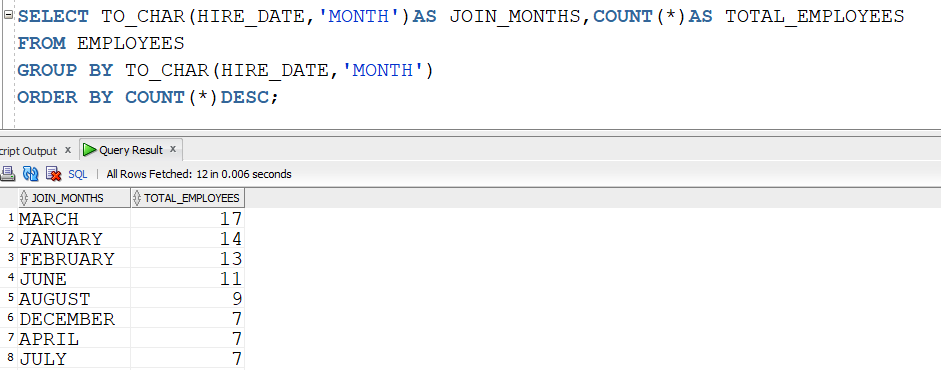 SELECT TO_CHAR(HIRE_DATE,'MONTH')AS JOIN_MONTHS,COUNT(*)AS TOTAL_EMPLOYEES
FROM EMPLOYEES
GROUP BY TO_CHAR(HIRE_DATE,'MONTH')
ORDER BY COUNT(*)DESC;
cript Output x Query Result x
SQL | All Rows Fetched: 12 in 0.006 seconds
JOIN_MONTHS TOTAL_EMPLOYEES
1 MARCH 17
2 JANUARY 14
3 FEBRUARY 13
4 JUNE 11
5 AUGUST 9
6 DECEMBER 7
7 APRIL 7
8 JULY 7